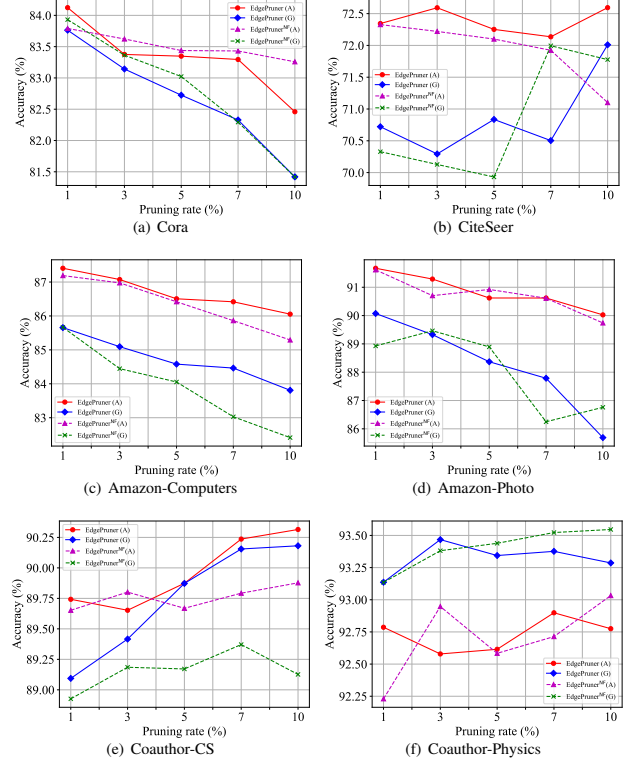 84.0
83.5
83.0
82.5
82.0
81.5
Accuracy (%)
1 3 5 7 10
Pruning rate (%)
EdgePruner (A)
EdgePruner (G)
EdgePruner^NF(A)
EdgePruner^NF(G)
(a) Cora
72.5
72.0
71.5
71.0
70.5
70.0
Accuracy (%)
1 3 5 7 10
Pruning rate (%)
EdgePruner (A)
EdgePruner (G)
EdgePruner^NF(A)
EdgePruner^NF(G)
(b) CiteSeer
87
86
85
84
83
Accuracy (%)
1 3 5 7 10
Pruning rate (%)
EdgePruner (A)
EdgePruner (G)
EdgePruner^NF(A)
EdgePruner^NF(G)
(c) Amazon-Computers
91
90
89
88
87
86
Accuracy (%)
1 3 5 7 10
Pruning rate (%)
EdgePruner (A)
EdgePruner (G)
EdgePruner^NF(A)
EdgePruner^NF(G)
(d) Amazon-Photo
90.25
90.00
89.75
89.50
89.25
89.00
Accuracy (%)
1 3 5 7 10
Pruning rate (%)
EdgePruner (A)
EdgePruner (G)
EdgePruner^NF(A)
EdgePruner^NF(G)
(e) Coauthor-CS
93.50
93.25
93.00
92.75
92.50
92.25
Accuracy (%)
1 3 5 7 10
Pruning rate (%)
EdgePruner (A)
EdgePruner (G)
EdgePruner^NF(A)
EdgePruner^NF(G)
(f) Coauthor-Physics